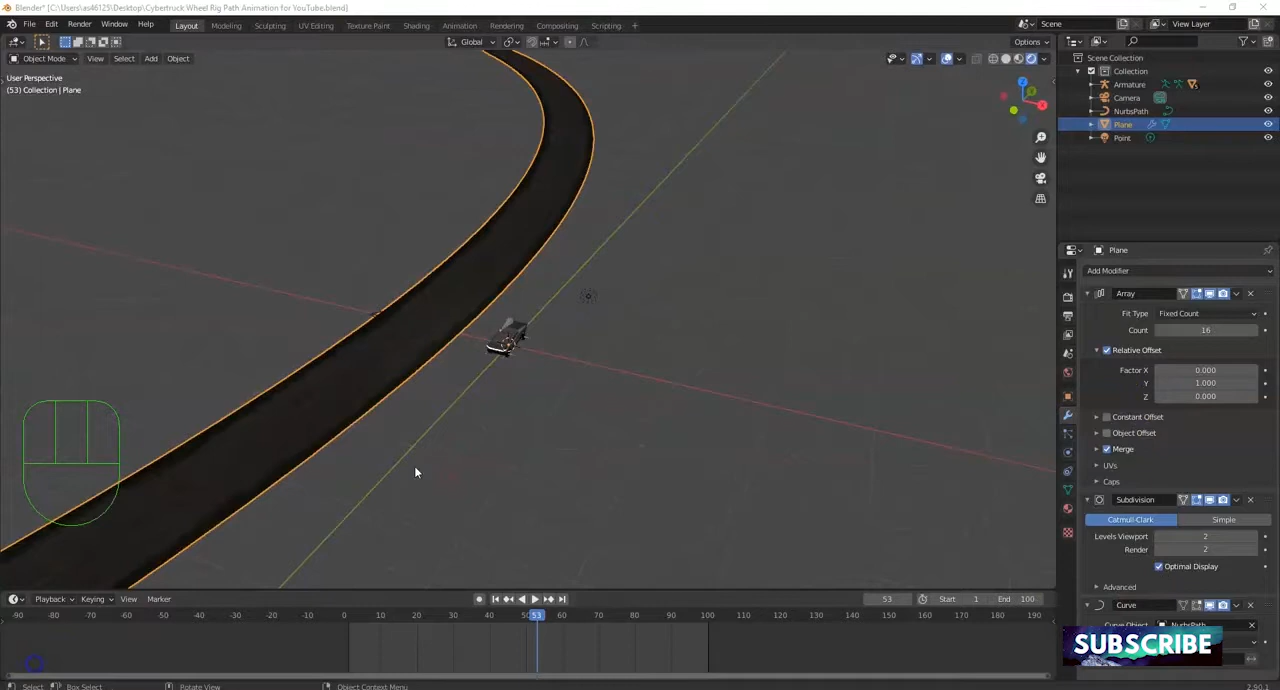 Blender* [C:\Users\as46125\Desktop\Cybertruck Wheel Rig Path Animation for YouTube.blend]
File Edit Render Window Help Layout Modeling Sculpting UV Editing Texture Paint Shading Animation Rendering Compositing Scripting + Scene View Layer
Global Options
Object Mode View Select Add Object
User Perspective
(53) Collection | Plane
Scene Collection
Collection
Armature
Camera
NurbsPath
Plane
Point
Plane
Add Modifier
Array
Fit Type Fixed Count
Count 16
Relative Offset
Factor X 0.000
Y 1.000
Z 0.000
Constant Offset
Object Offset
Merge
UVs
Caps
Subdivision
Catmull-Clark Simple
Levels Viewport 2
Render 2
Optimal Display
Advanced
Curve
Curve Object NurbsPath
SUBSCRIBE
Playback Keying View Marker 53 Start 1 End 100
-90 -80 -70 -60 -50 -40 -30 -20 -10 0 10 20 30 40 50 53 60 70 80 90 100 110 120 130 140 150 160 170 180 190
Select Box Select Rotate View Object Context Menu 2.90.1